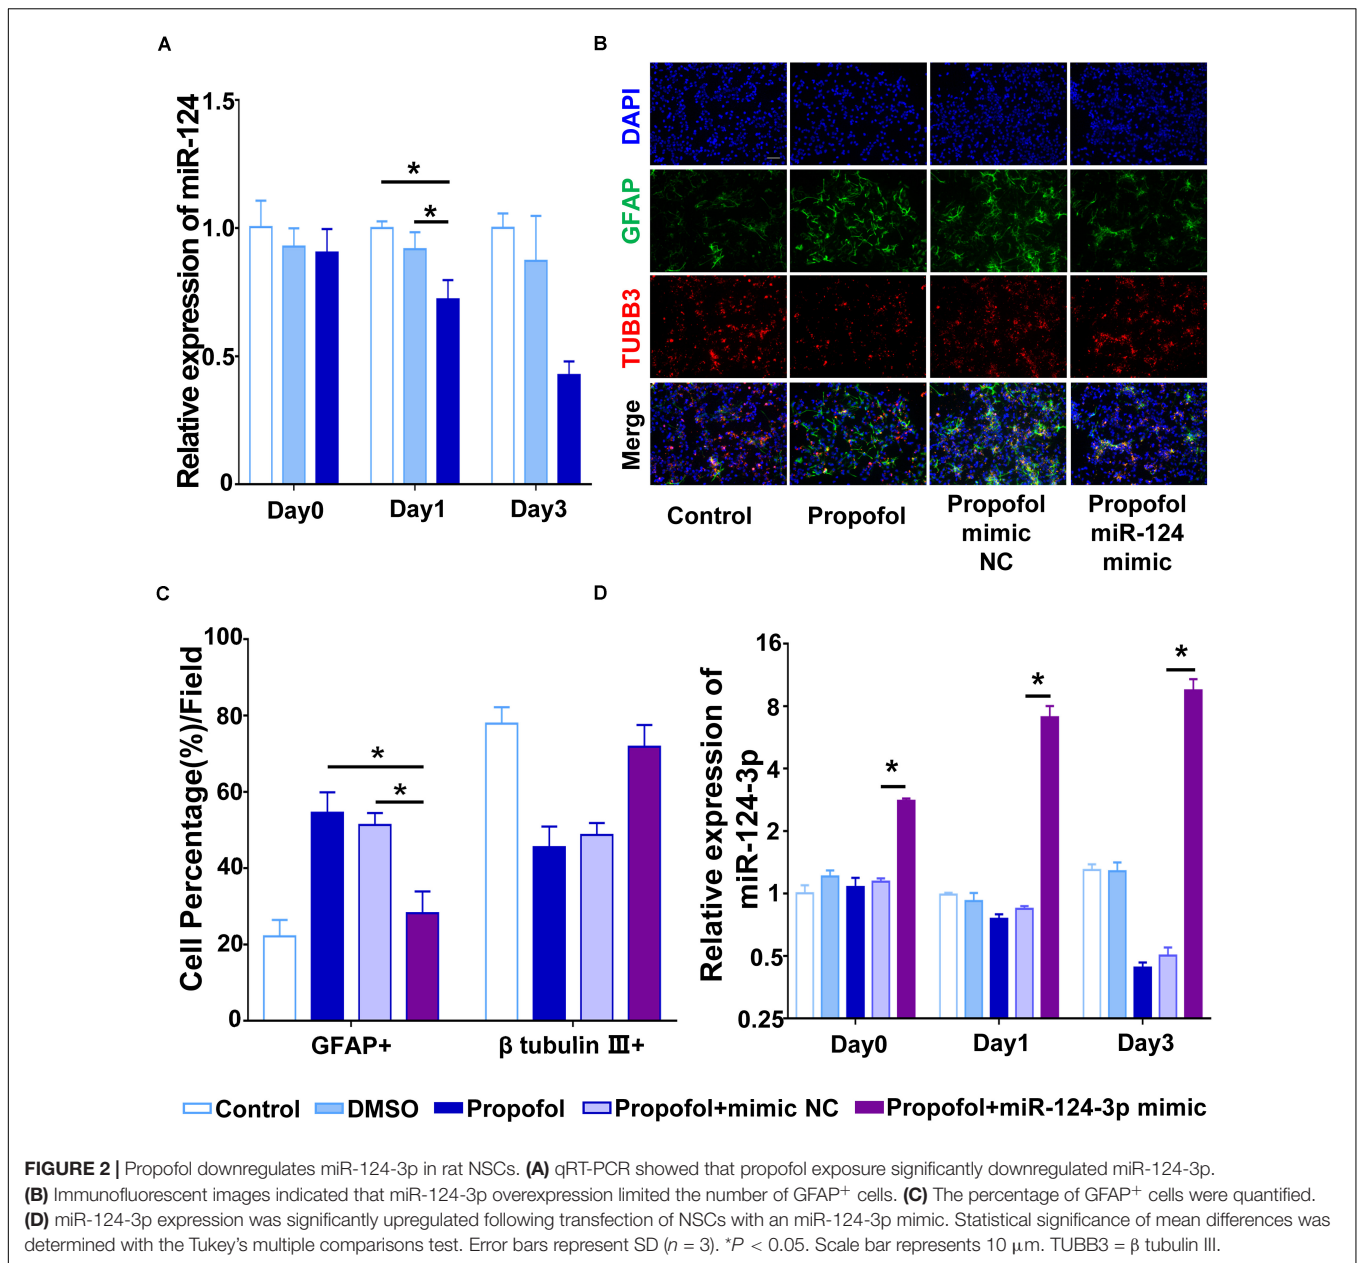 A
Relative expression of miR-124
1.5
1.0
0.5
0
*
*
Day0 Day1 Day3
B
DAPI
GFAP
TUBB3
Merge
Control
Propofol
Propofol
mimic
NC
Propofol
miR-124
mimic
C
Cell Percentage(%)/Field
100
80
60
40
20
0
*
*
GFAP+ β tubulin Ⅲ+
D
Relative expression of
miR-124-3p
16
8
4
2
1
0.5
0.25
*
*
*
Day0 Day1 Day3
Control DMSO Propofol Propofol+mimic NC Propofol+miR-124-3p mimic
FIGURE 2 | Propofol downregulates miR-124-3p in rat NSCs. (A) qRT-PCR showed that propofol exposure significantly downregulated miR-124-3p.
(B) Immunofluorescent images indicated that miR-124-3p overexpression limited the number of GFAP⁺ cells. (C) The percentage of GFAP⁺ cells were quantified.
(D) miR-124-3p expression was significantly upregulated following transfection of NSCs with an miR-124-3p mimic. Statistical significance of mean differences was
determined with the Tukey's multiple comparisons test. Error bars represent SD (n = 3). *P < 0.05. Scale bar represents 10 μm. TUBB3 = β tubulin III.